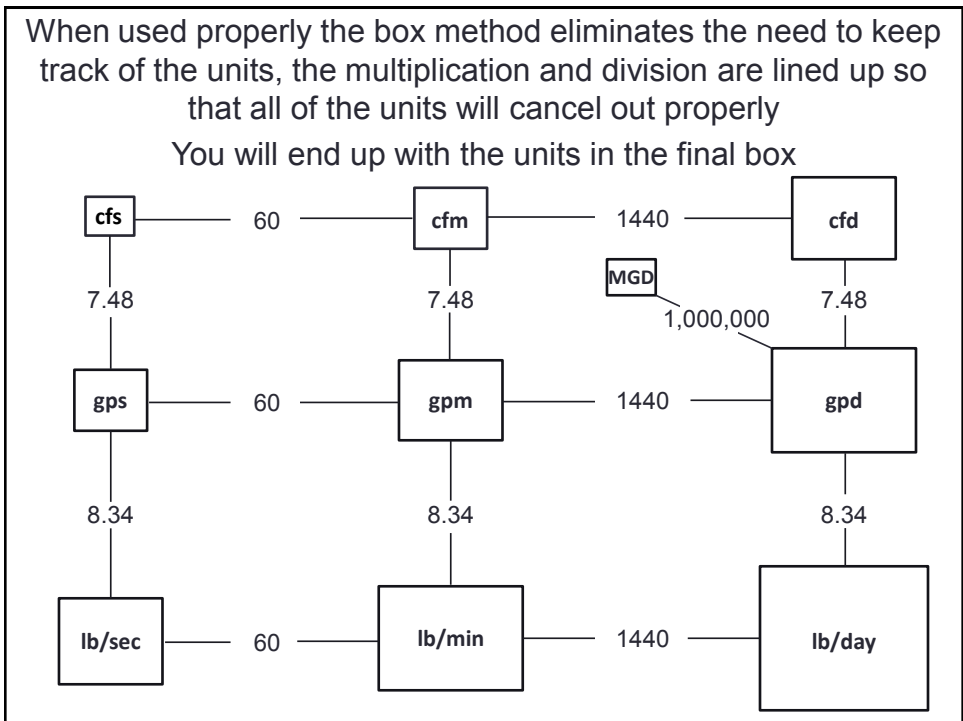 When used properly the box method eliminates the need to keep
track of the units, the multiplication and division are lined up so
that all of the units will cancel out properly
You will end up with the units in the final box
cfs 60 cfm 1440 cfd
MGD
7.48 7.48 7.48
1,000,000
gps 60 gpm 1440 gpd
8.34 8.34 8.34
lb/sec 60 lb/min 1440 lb/day